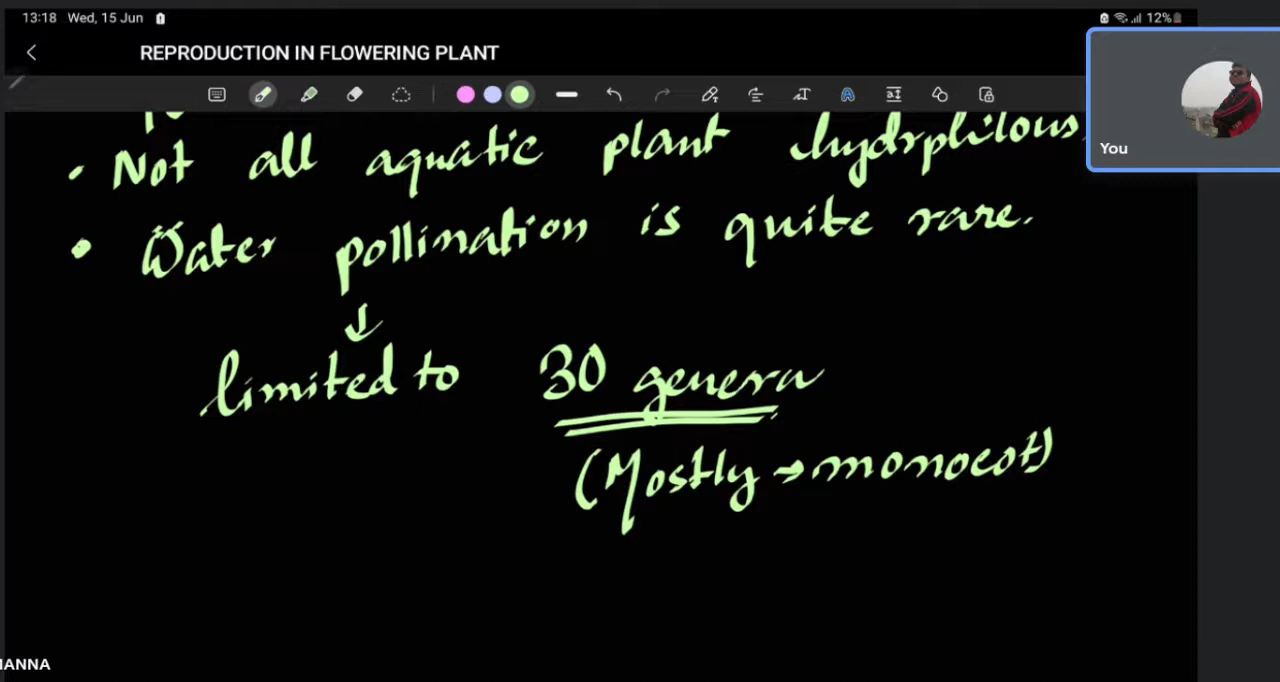 13:18 Wed, 15 Jun 12%
REPRODUCTION IN FLOWERING PLANT
You
• Not all aquatic plant hydrphilous
• Water pollination is quite rare.
↓
limited to 30 genera
(Mostly → monocot)
MANNA